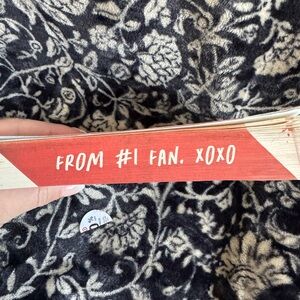 FROM #1 FAN. XOXO